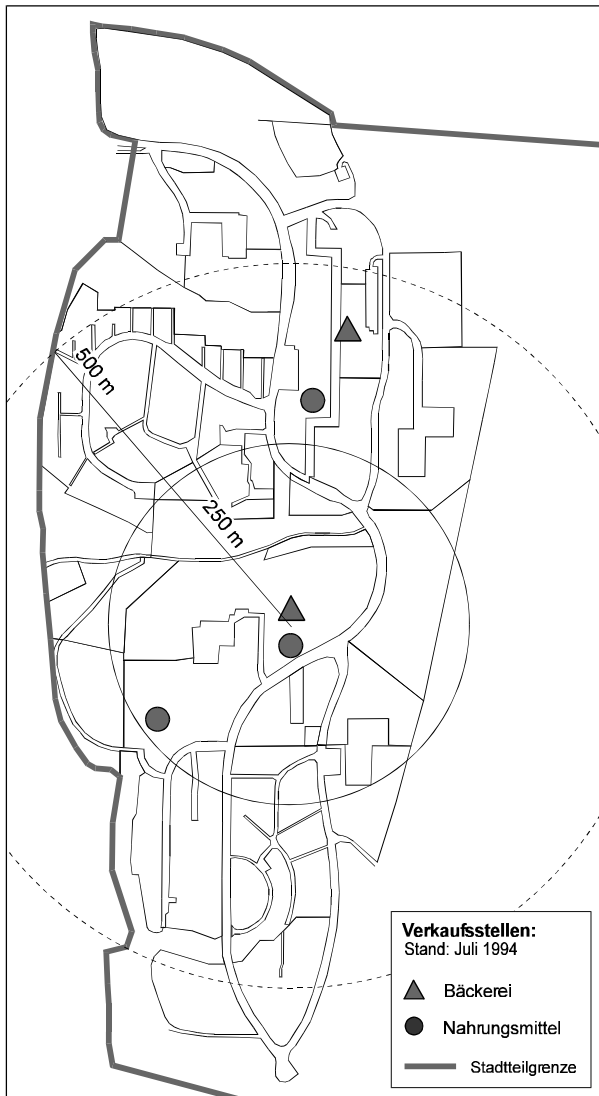 500 m
250 m
Verkaufsstellen:
Stand: Juli 1994
Bäckerei
Nahrungsmittel
Stadtteilgrenze